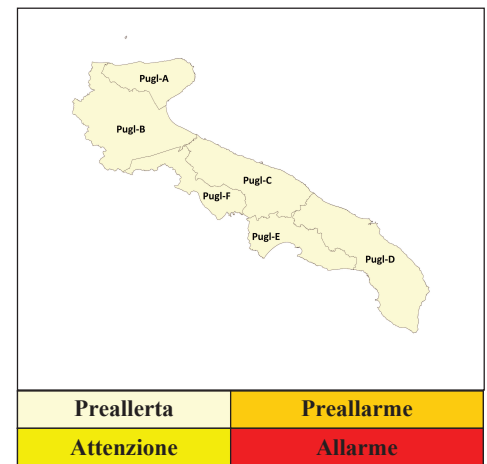 Pugl-A
Pugl-B
Pugl-C
Pugl-F
Pugl-E
Pugl-D
Preallerta Preallarme
Attenzione Allarme